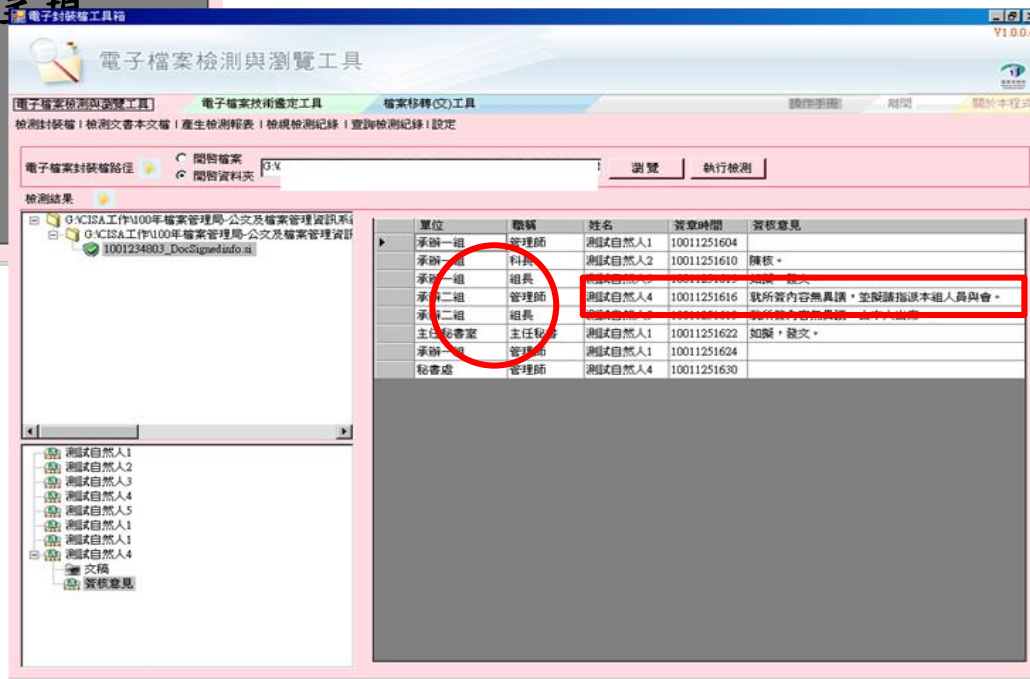 電子封裝檔工具箱
V1.0.0.
電子檔案檢測與瀏覽工具
電子檔案檢測與瀏覽工具 電子檔案技術鑑定工具 檔案移轉(交)工具 操作手冊 離開 關於本程式
檢測封裝檔 | 檢測文書本文檔 | 產生檢測報表 | 檢視檢測紀錄 | 查詢檢測紀錄 | 設定
電子檔案封裝檔路徑 開啟檔案 開啟資料夾 G:\ 瀏覽 執行檢測
檢測結果
G:\CISA工作\100年檔案管理局-公文及檔案管理資訊系
G:\CISA工作\100年檔案管理局-公文及檔案管理資訊
1001234803_DocSignedinfo.si
單位 職稱 姓名 簽章時間 簽核意見
承辦一組 管理師 測試自然人1 10011251604
承辦一組 科長 測試自然人2 10011251610 陳核。
承辦一組 組長
承辦二組 管理師 測試自然人4 10011251616 就所簽內容無異議，並擬請指派本組人員與會。
承辦二組 組長
主任秘書室 主任秘書 測試自然人1 10011251622 如擬，發文。
承辦一組 管理師 測試自然人1 10011251624
秘書處 管理師 測試自然人4 10011251630
測試自然人1
測試自然人2
測試自然人3
測試自然人4
測試自然人5
測試自然人1
測試自然人1
測試自然人4
文稿
簽核意見